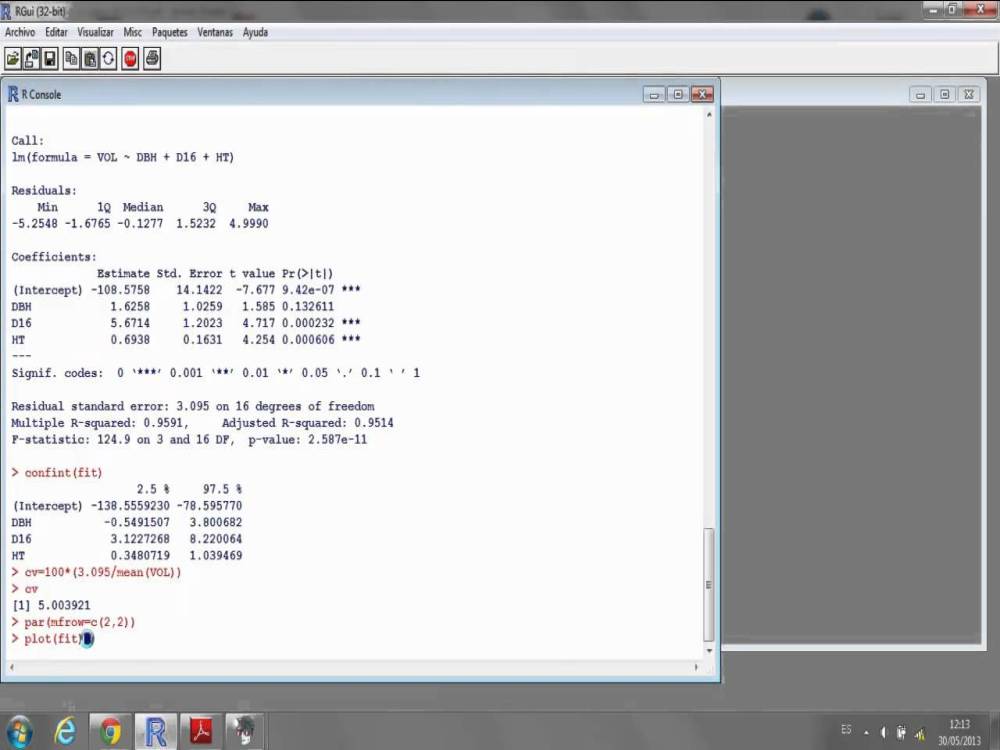 RGui (32-bit)
Archivo Editar Visualizar Misc Paquetes Ventanas Ayuda
STOP
R Console
Call:
lm(formula = VOL ~ DBH + D16 + HT)
Residuals:
Min 1Q Median 3Q Max
-5.2548 -1.6765 -0.1277 1.5232 4.9990
Coefficients:
Estimate Std. Error t value Pr(>|t|)
(Intercept) -108.5758 14.1422 -7.677 9.42e-07 ***
DBH 1.6258 1.0259 1.585 0.132611
D16 5.6714 1.2023 4.717 0.000232 ***
HT 0.6938 0.1631 4.254 0.000606 ***
---
Signif. codes: 0 ‘***’ 0.001 ‘**’ 0.01 ‘*’ 0.05 ‘.’ 0.1 ‘ ’ 1
Residual standard error: 3.095 on 16 degrees of freedom
Multiple R-squared: 0.9591, Adjusted R-squared: 0.9514
F-statistic: 124.9 on 3 and 16 DF, p-value: 2.587e-11
> confint(fit)
2.5 % 97.5 %
(Intercept) -138.5559230 -78.595770
DBH -0.5491507 3.800682
D16 3.1227268 8.220064
HT 0.3480719 1.039469
> cv=100*(3.095/mean(VOL))
> cv
[1] 5.003921
> par(mfrow=c(2,2))
> plot(fit)
ES
12:13
30/05/2013